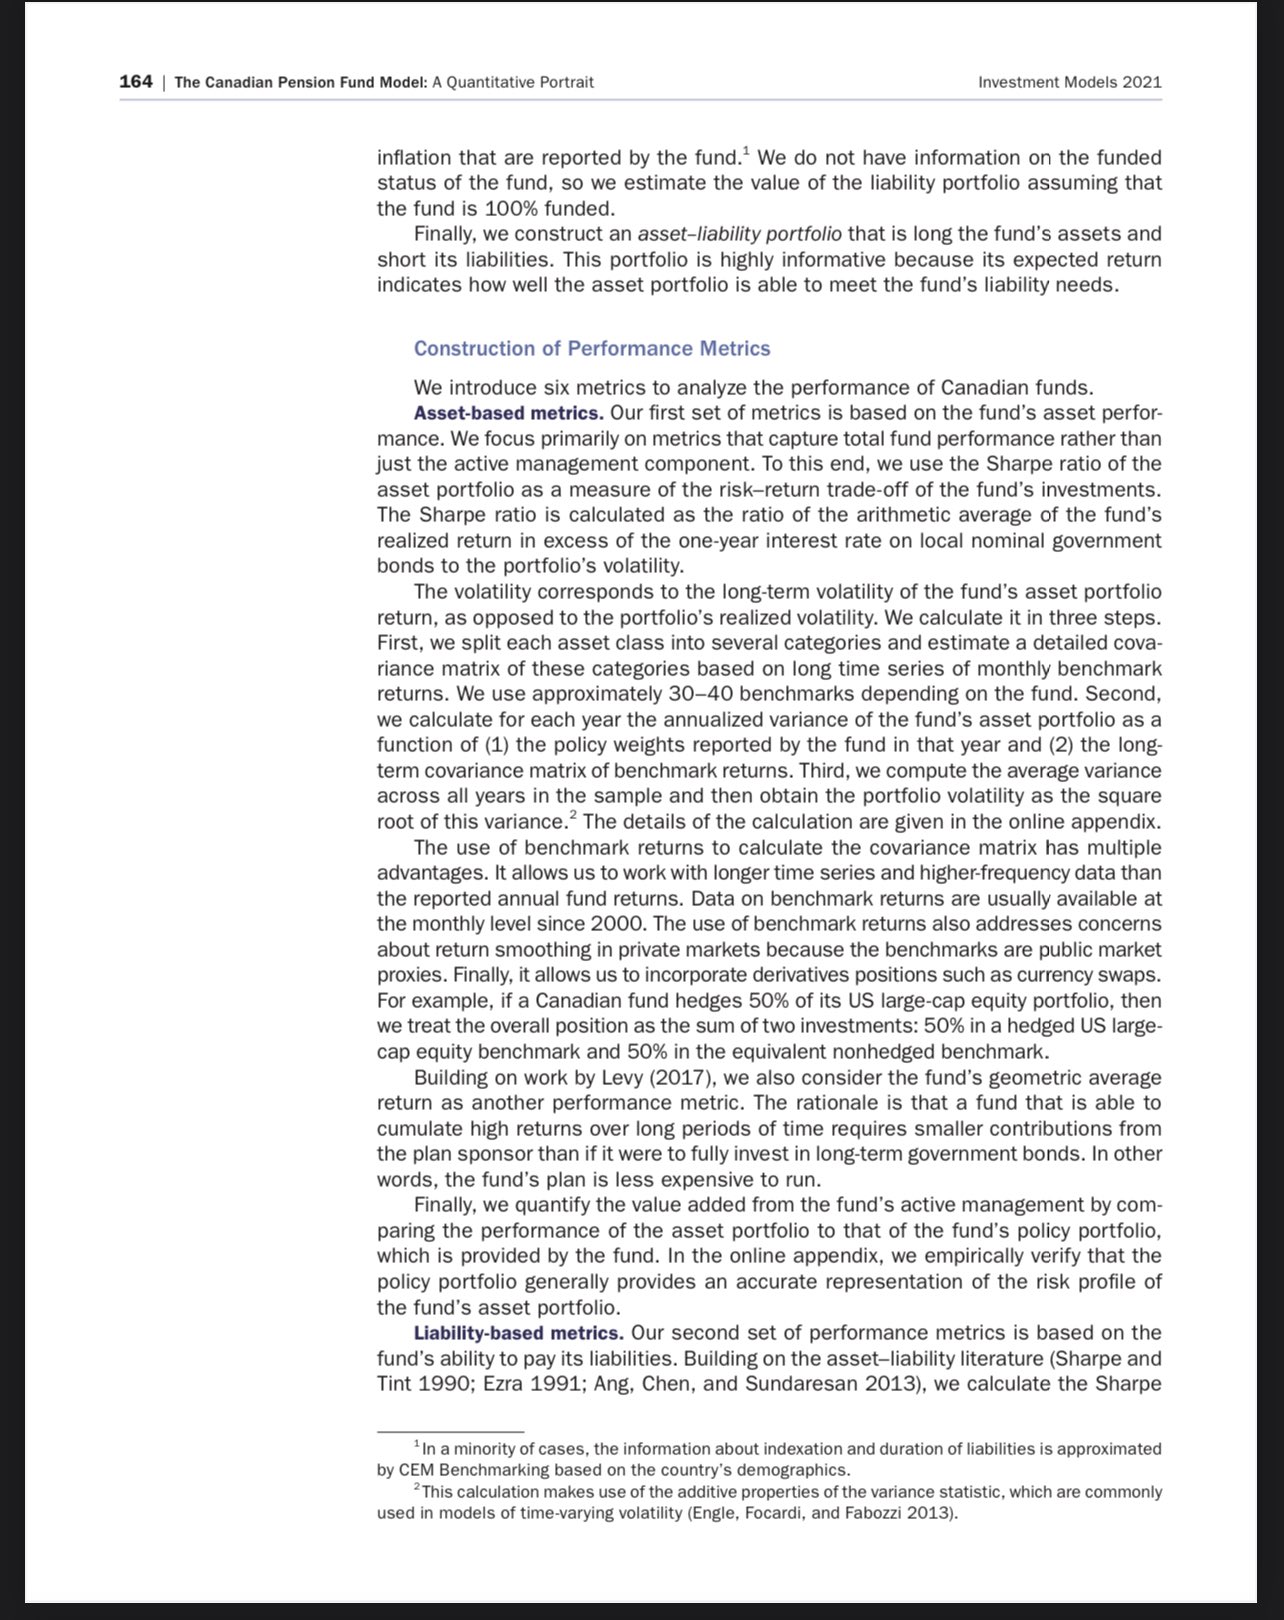 164 | The Canadian Pension Fund Model: A Quantitative Portrait Investment Models 2021
inflation that are reported by the fund.1 We do not have information on the funded
status of the fund, so we estimate the value of the liability portfolio assuming that
the fund is 100% funded.
Finally, we construct an asset–liability portfolio that is long the fund’s assets and
short its liabilities. This portfolio is highly informative because its expected return
indicates how well the asset portfolio is able to meet the fund’s liability needs.
Construction of Performance Metrics
We introduce six metrics to analyze the performance of Canadian funds.
Asset-based metrics. Our first set of metrics is based on the fund’s asset perfor-
mance. We focus primarily on metrics that capture total fund performance rather than
just the active management component. To this end, we use the Sharpe ratio of the
asset portfolio as a measure of the risk–return trade-off of the fund’s investments.
The Sharpe ratio is calculated as the ratio of the arithmetic average of the fund’s
realized return in excess of the one-year interest rate on local nominal government
bonds to the portfolio’s volatility.
The volatility corresponds to the long-term volatility of the fund’s asset portfolio
return, as opposed to the portfolio’s realized volatility. We calculate it in three steps.
First, we split each asset class into several categories and estimate a detailed cova-
riance matrix of these categories based on long time series of monthly benchmark
returns. We use approximately 30–40 benchmarks depending on the fund. Second,
we calculate for each year the annualized variance of the fund’s asset portfolio as a
function of (1) the policy weights reported by the fund in that year and (2) the long-
term covariance matrix of benchmark returns. Third, we compute the average variance
across all years in the sample and then obtain the portfolio volatility as the square
root of this variance.2 The details of the calculation are given in the online appendix.
The use of benchmark returns to calculate the covariance matrix has multiple
advantages. It allows us to work with longer time series and higher-frequency data than
the reported annual fund returns. Data on benchmark returns are usually available at
the monthly level since 2000. The use of benchmark returns also addresses concerns
about return smoothing in private markets because the benchmarks are public market
proxies. Finally, it allows us to incorporate derivatives positions such as currency swaps.
For example, if a Canadian fund hedges 50% of its US large-cap equity portfolio, then
we treat the overall position as the sum of two investments: 50% in a hedged US large-
cap equity benchmark and 50% in the equivalent nonhedged benchmark.
Building on work by Levy (2017), we also consider the fund’s geometric average
return as another performance metric. The rationale is that a fund that is able to
cumulate high returns over long periods of time requires smaller contributions from
the plan sponsor than if it were to fully invest in long-term government bonds. In other
words, the fund’s plan is less expensive to run.
Finally, we quantify the value added from the fund’s active management by com-
paring the performance of the asset portfolio to that of the fund’s policy portfolio,
which is provided by the fund. In the online appendix, we empirically verify that the
policy portfolio generally provides an accurate representation of the risk profile of
the fund’s asset portfolio.
Liability-based metrics. Our second set of performance metrics is based on the
fund’s ability to pay its liabilities. Building on the asset–liability literature (Sharpe and
Tint 1990; Ezra 1991; Ang, Chen, and Sundaresan 2013), we calculate the Sharpe
1 In a minority of cases, the information about indexation and duration of liabilities is approximated
by CEM Benchmarking based on the country’s demographics.
2 This calculation makes use of the additive properties of the variance statistic, which are commonly
used in models of time-varying volatility (Engle, Focardi, and Fabozzi 2013).